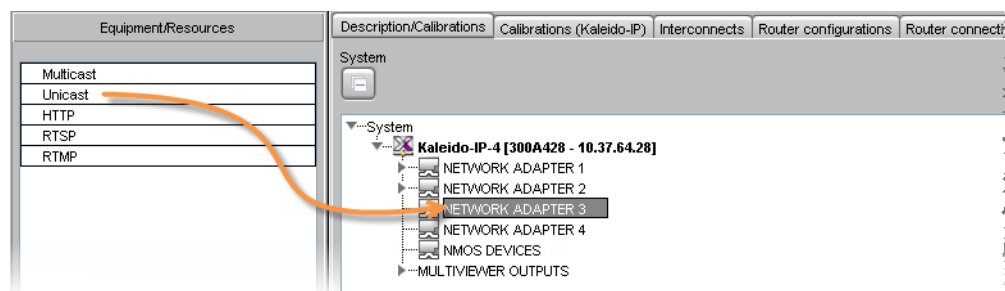 Equipment/Resources
Multicast
Unicast
HTTP
RTSP
RTMP
Description/Calibrations
Calibrations (Kaleido-IP)
Interconnects
Router configurations
Router connecti
System
System
Kaleido-IP-4 [300A428 - 10.37.64.28]
NETWORK ADAPTER 1
NETWORK ADAPTER 2
NETWORK ADAPTER 3
NETWORK ADAPTER 4
NMOS DEVICES
MULTIVIEWER OUTPUTS